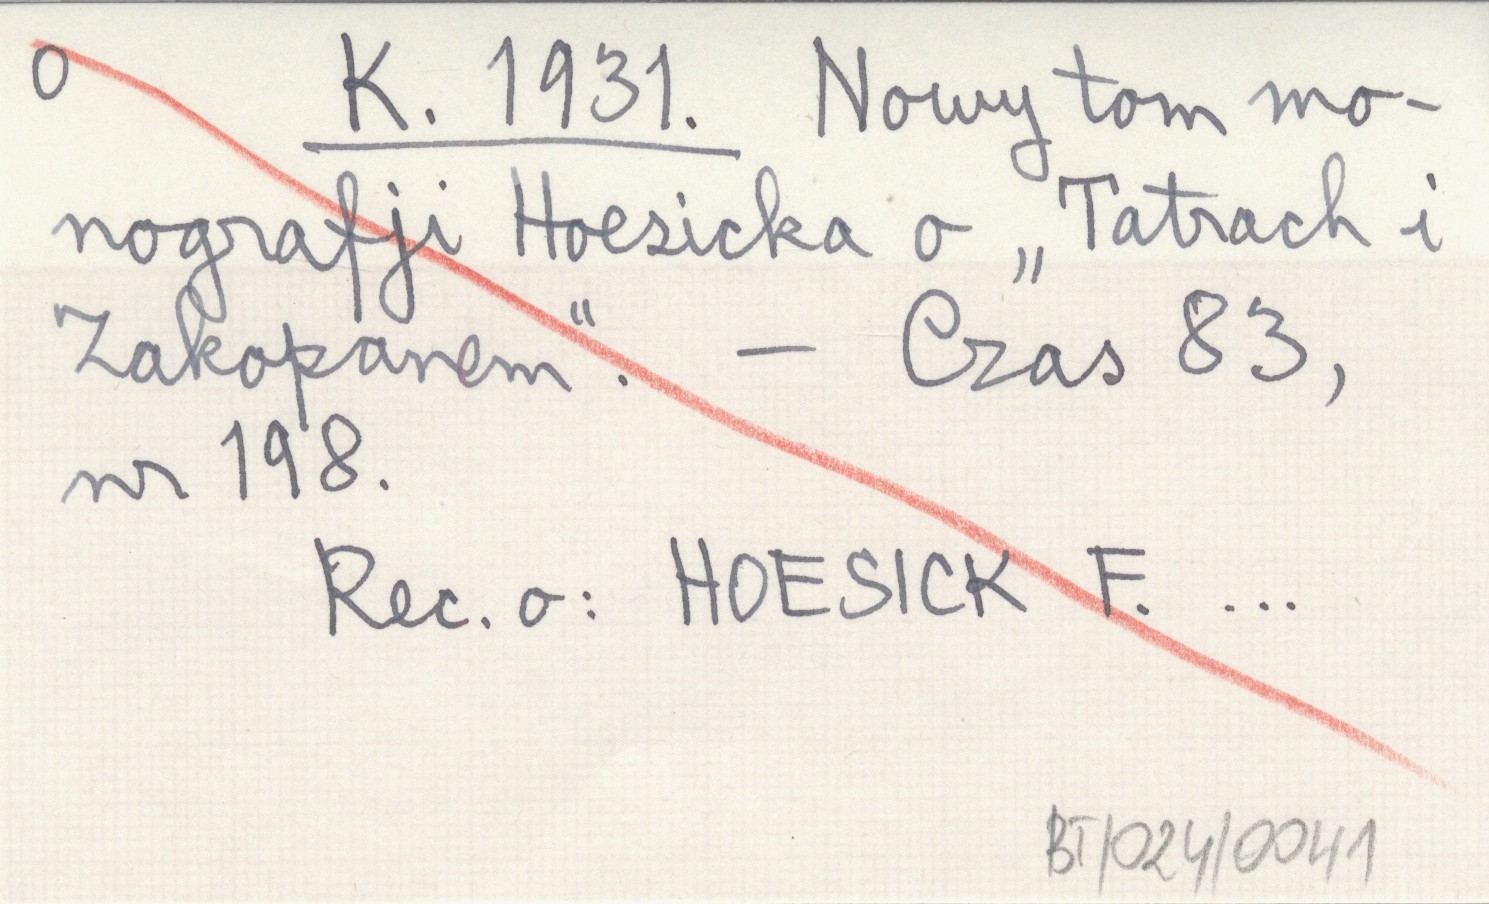 o K. 1931. Nowy tom mo-
nografji Hoesicka o „Tatrach i
Zakopanem“. — Czas 83,
nr 198.
Rec. o: HOESICK F. ...
BT/024/0041